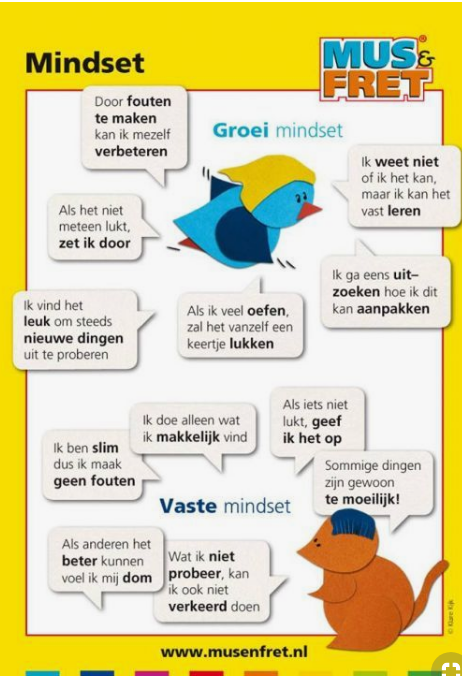 Mindset
MUS&
FRET®
Door fouten
te maken
kan ik mezelf
verbeteren
Groei mindset
Ik weet niet
of ik het kan,
maar ik kan het
vast leren
Als het niet
meteen lukt,
zet ik door
Ik ga eens uit-
zoeken hoe ik dit
kan aanpakken
Ik vind het
leuk om steeds
nieuwe dingen
uit te proberen
Als ik veel oefen,
zal het vanzelf een
keertje lukken
Als iets niet
lukt, geef
ik het op
Ik doe alleen wat
ik makkelijk vind
Ik ben slim
dus ik maak
geen fouten
Sommige dingen
zijn gewoon
te moeilijk!
Vaste mindset
Als anderen het
beter kunnen
voel ik mij dom
Wat ik niet
probeer, kan
ik ook niet
verkeerd doen
© Klare Kijk
www.musenfret.nl